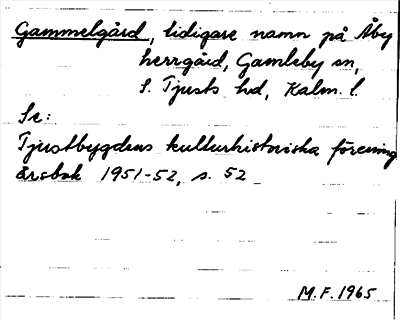 Gammelgård, tidigare namn på Åby
herrgård, Gamleby sn,
S. Tjusts hd, Kalm. l.
Se:
Tjustbygdens kulturhistoriska förening
årsbok 1951-52, s. 52
M.F. 1965